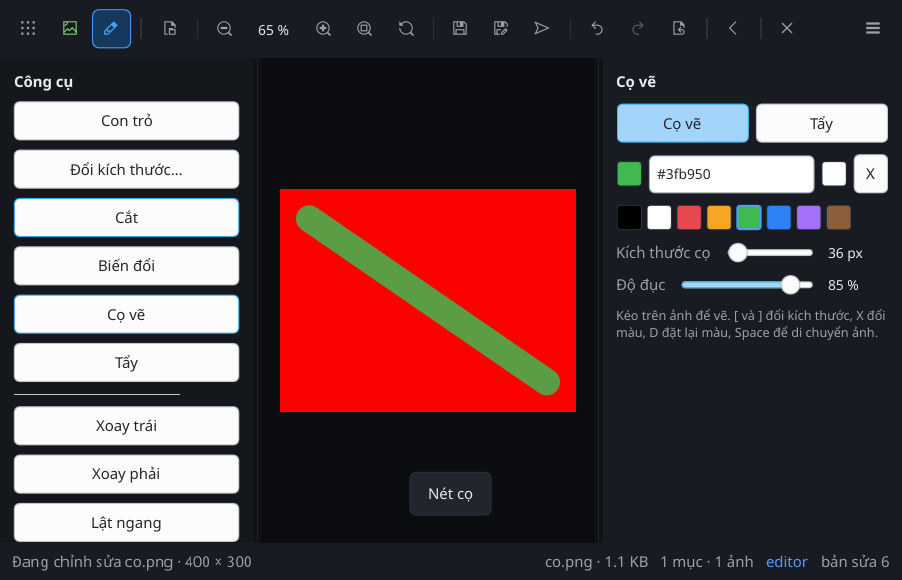 65 %
Công cụ
Con trỏ
Đổi kích thước...
Cắt
Biến đổi
Cọ vẽ
Tẩy
Xoay trái
Xoay phải
Lật ngang
Nét cọ
Cọ vẽ
Cọ vẽ Tẩy
#3fb950 X
Kích thước cọ 36 px
Độ đục 85 %
Kéo trên ảnh để vẽ. [ và ] đổi kích thước, X đổi
màu, D đặt lại màu, Space để di chuyển ảnh.
Đang chỉnh sửa co.png · 400 × 300 co.png · 1.1 KB 1 mục · 1 ảnh editor bản sửa 6